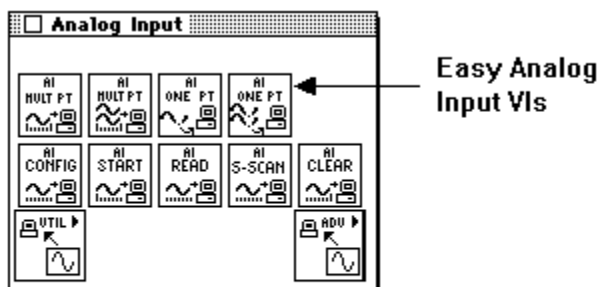 Analog Input
AI MULT PT
AI MULT PT
AI ONE PT
AI ONE PT
Easy Analog
Input VIs
AI CONFIG
AI START
AI READ
AI S-SCAN
AI CLEAR
UTIL
ADV